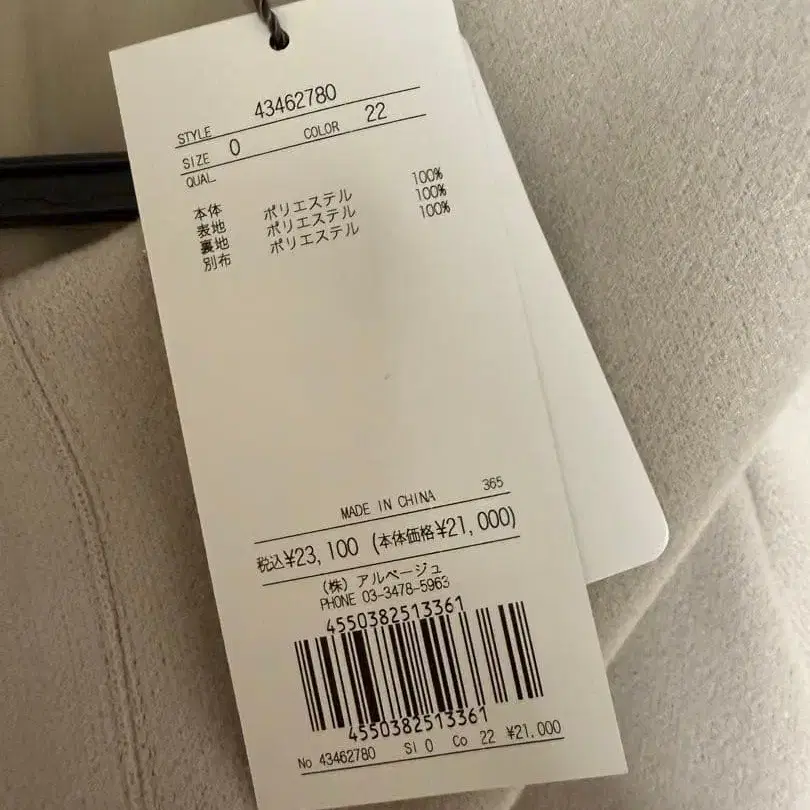 STYLE 43462780
SIZE 0 COLOR 22
QUAL.
本体
表地 ポリエステル 100%
裏地 ポリエステル 100%
別布 ポリエステル 100%
MADE IN CHINA 365
税込¥23,100 (本体価格¥21,000)
(株) アルページュ
PHONE 03-3478-5963
4550382513361
4550382513361
No 43462780 SI 0 Co 22 ¥21.000